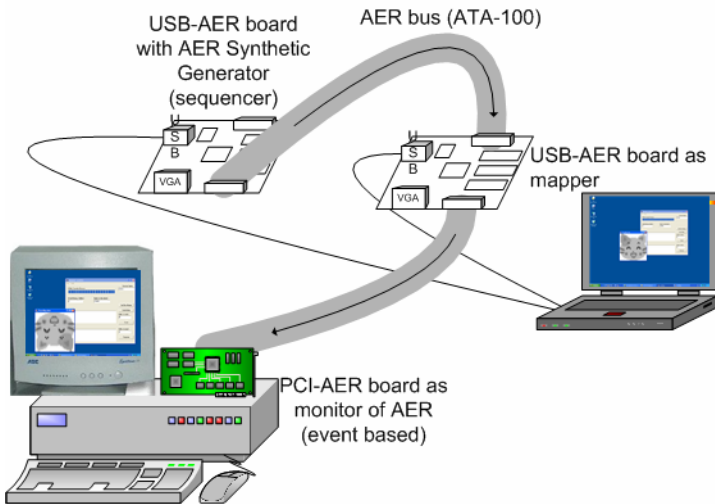 USB-AER board
with AER Synthetic
Generator
(sequencer)
AER bus (ATA-100)
U
S
B
VGA
U
S
B
VGA
USB-AER board as
mapper
PCI-AER board as
monitor of AER
(event based)